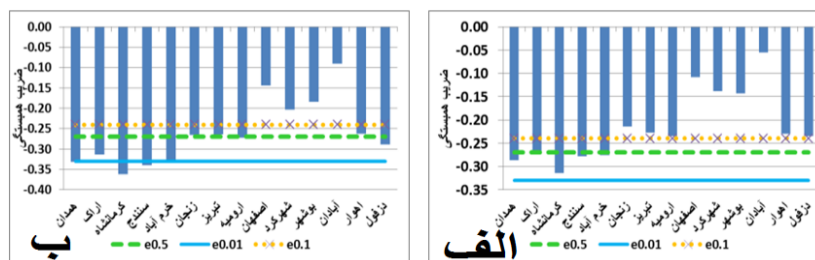 0.00
-0.05
-0.10
-0.15
-0.20
-0.25
-0.30
-0.35
-0.40
ضریب همبستگی
همدان
اراک
کرمانشاه
سنندج
خرم آباد
زنجان
تبریز
ارومیه
اصفهان
شهرکرد
بوشهر
آبادان
اهواز
دزفول
e0.5 e0.01 e0.1
ب
0.00
-0.05
-0.10
-0.15
-0.20
-0.25
-0.30
-0.35
ضریب همبستگی
همدان
اراک
کرمانشاه
سنندج
خرم آباد
زنجان
تبریز
ارومیه
اصفهان
شهرکرد
بوشهر
آبادان
اهواز
دزفول
e0.5 e0.01 e0.1
الف